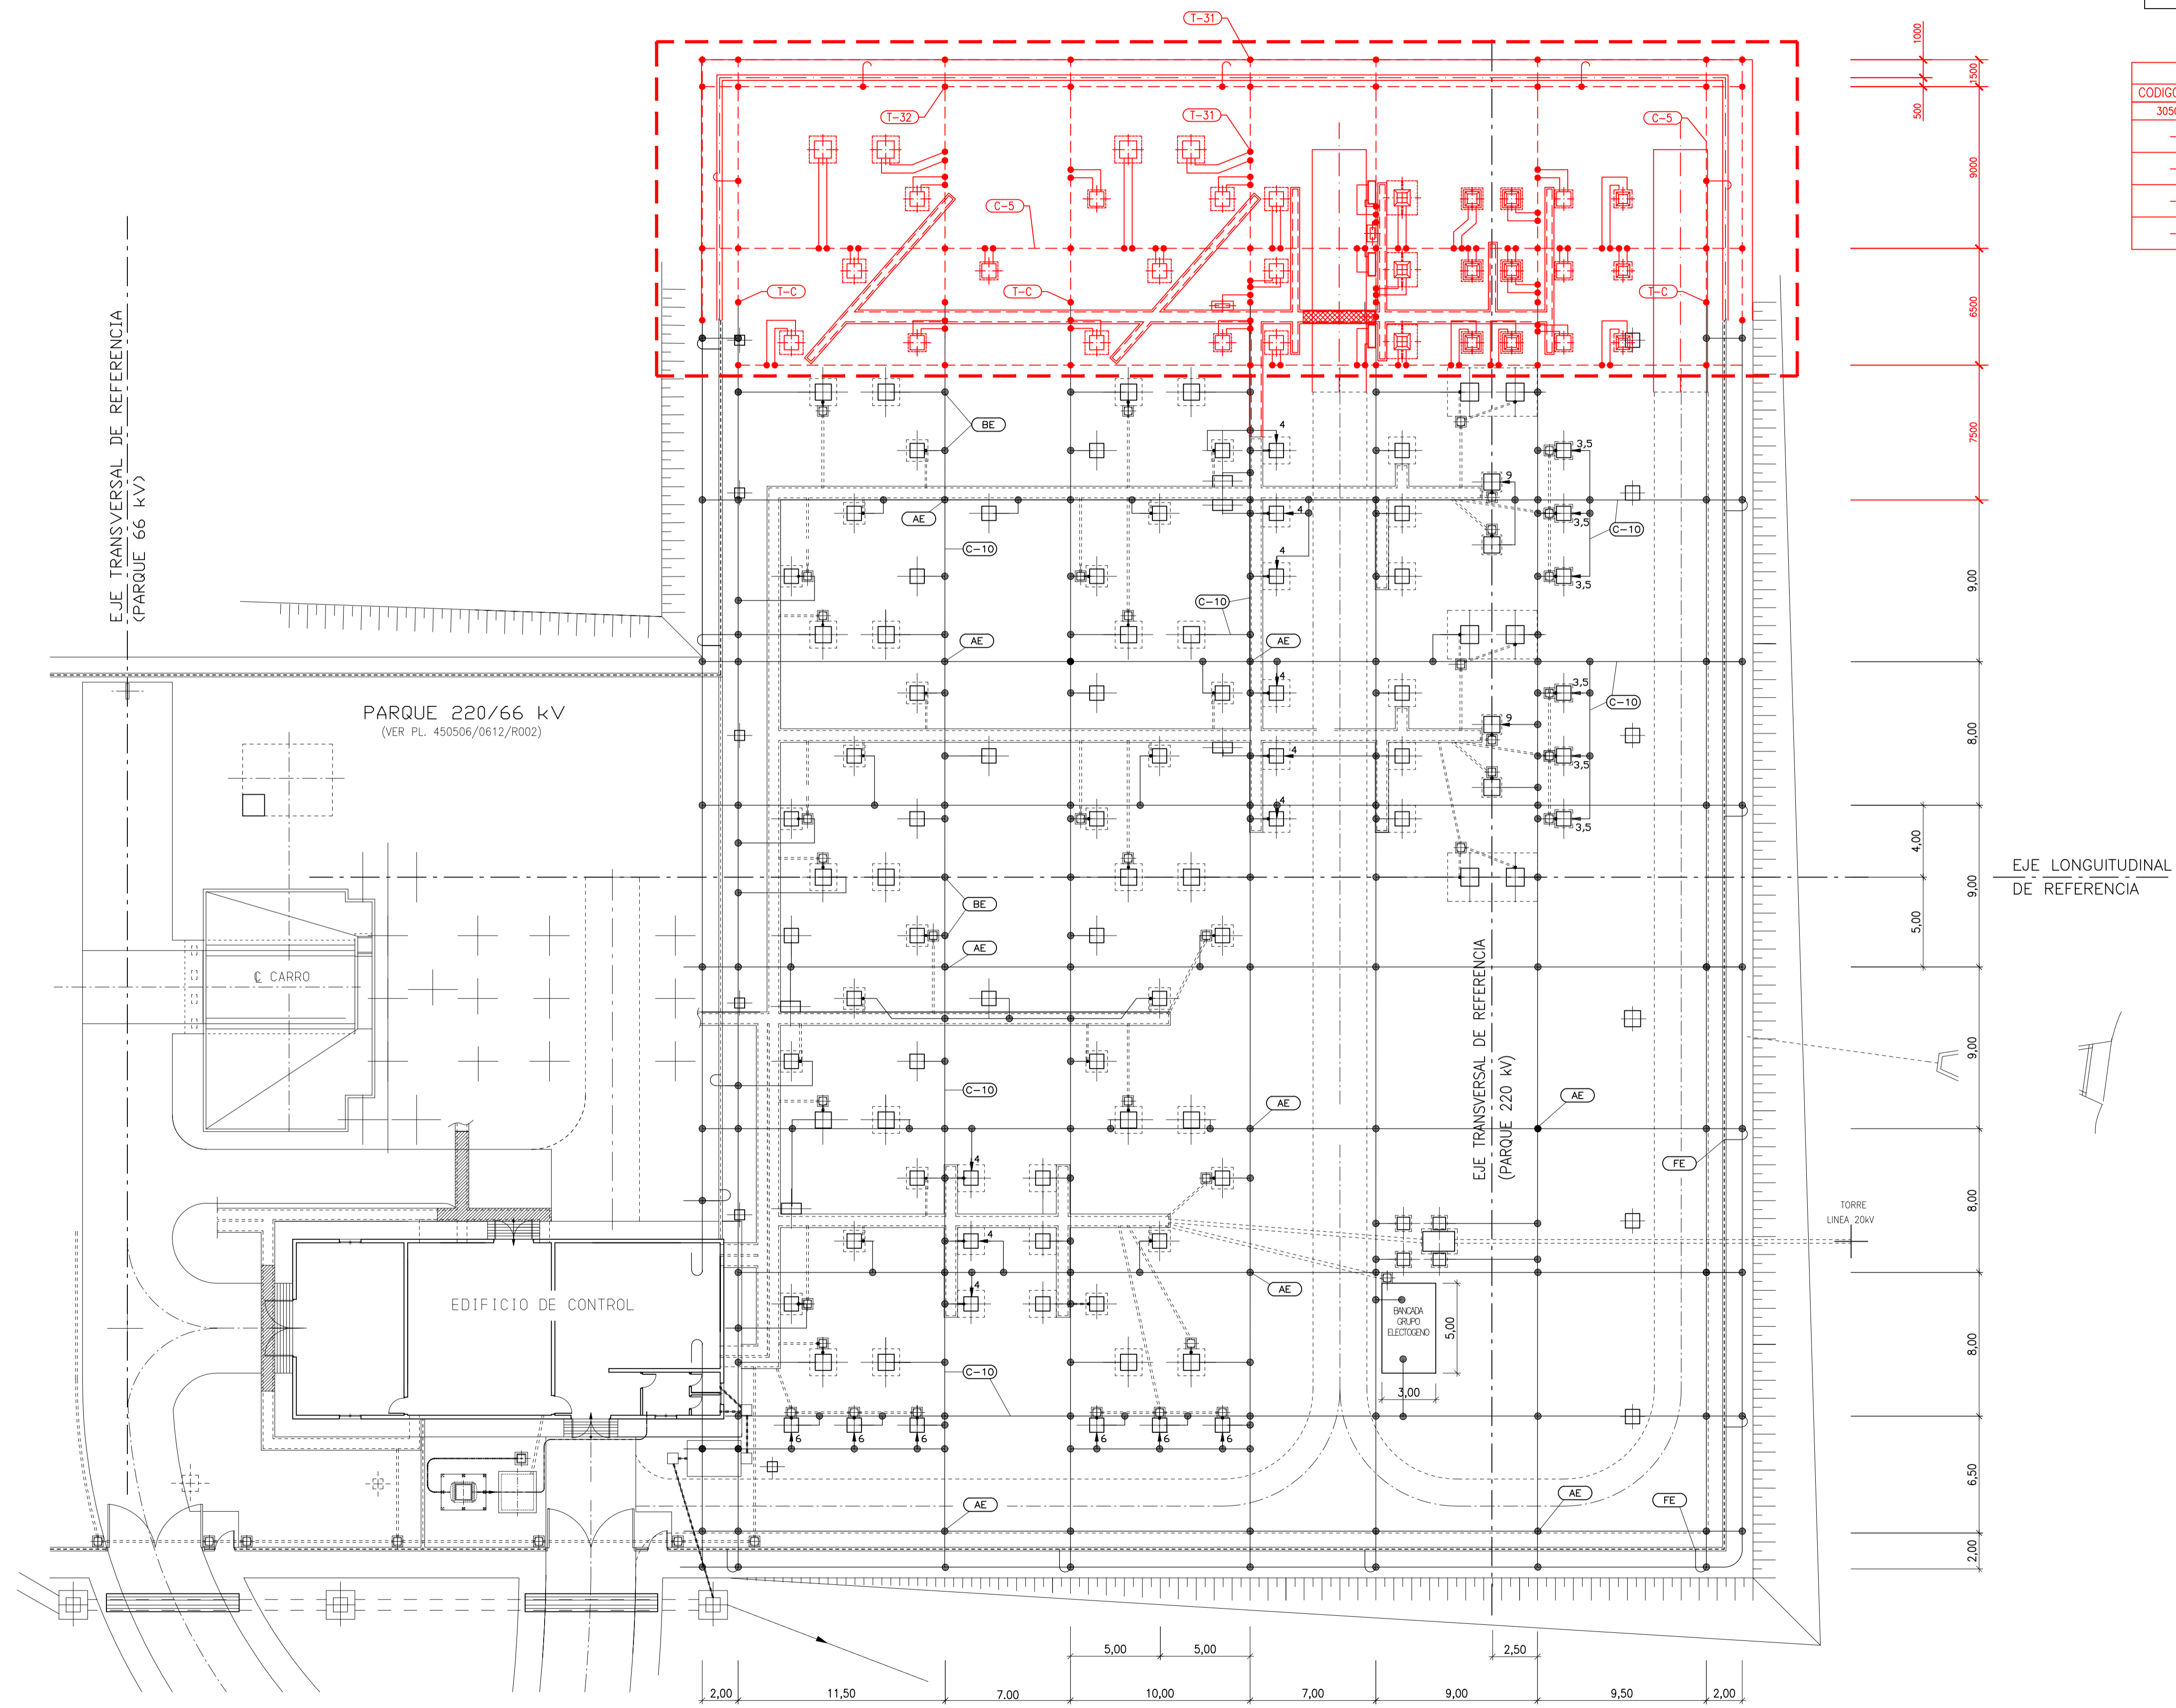 T-31
1000
1500
500
CODIGO
T-32
T-31
C-5
9000
C-5
T-C
T-C
T-C
6500
EJE TRANSVERSAL DE REFERENCIA
(PARQUE 66 kV)
7500
BE
4
3,5
9
AE
4
3,5
C-10
C-10
4
3,5
9,00
C-10
AE
AE
4
3,5
C-10
PARQUE 220/66 kV
(VER PL. 450506/0612/R002)
9
8,00
4
3,5
4
3,5
4,00
EJE LONGUITUDINAL
DE REFERENCIA
9,00
BE
5,00
AE
EJE TRANSVERSAL DE REFERENCIA
(PARQUE 220 kV)
CARRO
9,00
C-10
AE
AE
4
FE
8,00
TORRE
LINEA 20kV
4
AE
4
EDIFICIO DE CONTROL
BANCADA
GRUPO
ELECTOGENO
5,00
8,00
C-10
3,00
6
6
6
6
6
6
6,50
AE
AE
FE
2,00
5,00
5,00
2,50
2,00
11,50
7.00
10,00
7,00
9,00
9,50
2,00